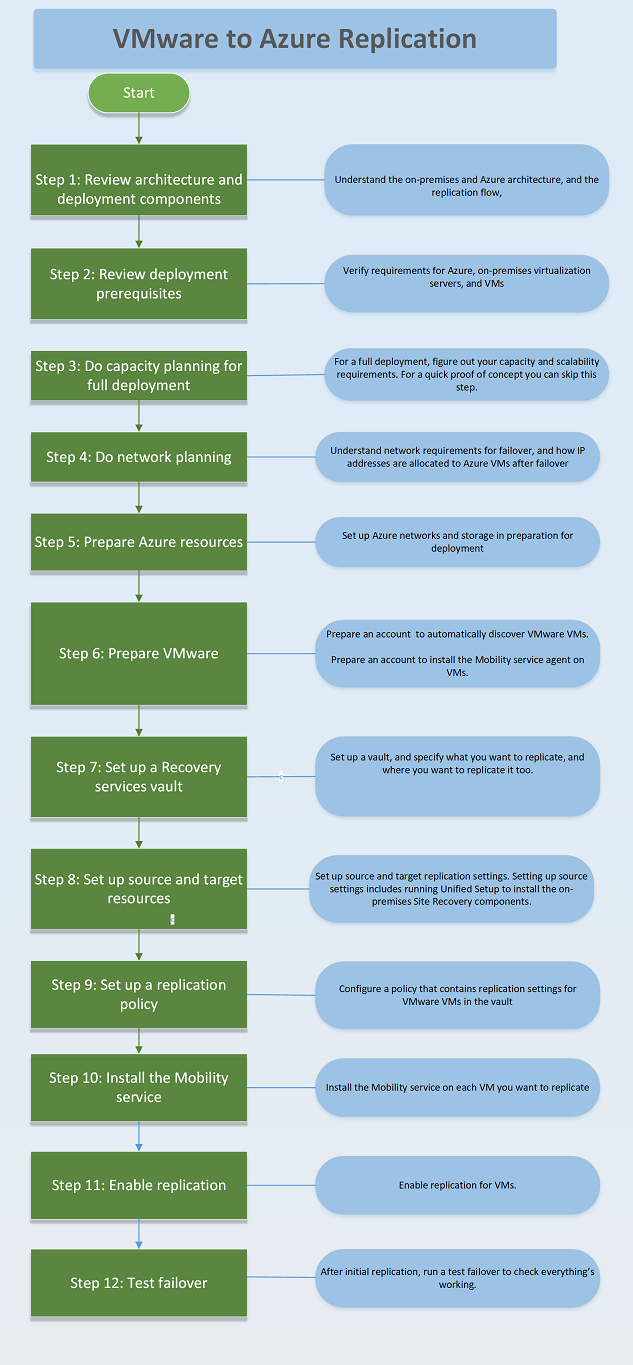 VMware to Azure Replication
Start
Step 1: Review architecture and
deployment components
Understand the on-premises and Azure architecture, and the
replication flow,
Step 2: Review deployment
prerequisites
Verify requirements for Azure, on-premises virtualization
servers, and VMs
Step 3: Do capacity planning for
full deployment
For a full deployment, figure out your capacity and scalability
requirements. For a quick proof of concept you can skip this
step.
Step 4: Do network planning
Understand network requirements for failover, and how IP
addresses are allocated to Azure VMs after failover
Step 5: Prepare Azure resources
Set up Azure networks and storage in preparation for
deployment
Step 6: Prepare VMware
Prepare an account to automatically discover VMware VMs.
Prepare an account to install the Mobility service agent on
VMs.
Step 7: Set up a Recovery
services vault
Set up a vault, and specify what you want to replicate, and
where you want to replicate it too.
Step 8: Set up source and target
resources
Set up source and target replication settings. Setting up source
settings includes running Unified Setup to install the on-
premises Site Recovery components.
Step 9: Set up a replication
policy
Configure a policy that contains replication settings for
VMware VMs in the vault
Step 10: Install the Mobility
service
Install the Mobility service on each VM you want to replicate
Step 11: Enable replication
Enable replication for VMs.
Step 12: Test failover
After initial replication, run a test failover to check everything's
working.